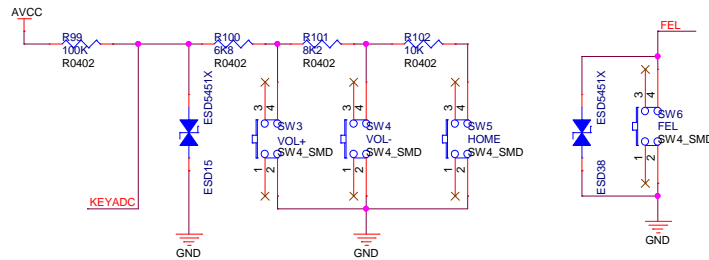 AVCC
FEL
R99
100K
R0402
R100
6K8
R0402
R101
8K2
R0402
R102
10K
R0402
ESD5451X
ESD15
3 4
SW3
VOL+
SW4_SMD
1 2
3 4
SW4
VOL-
SW4_SMD
1 2
3 4
SW5
HOME
SW4_SMD
1 2
ESD5451X
ESD38
3 4
SW6
FEL
SW4_SMD
1 2
KEYADC
GND
GND
GND